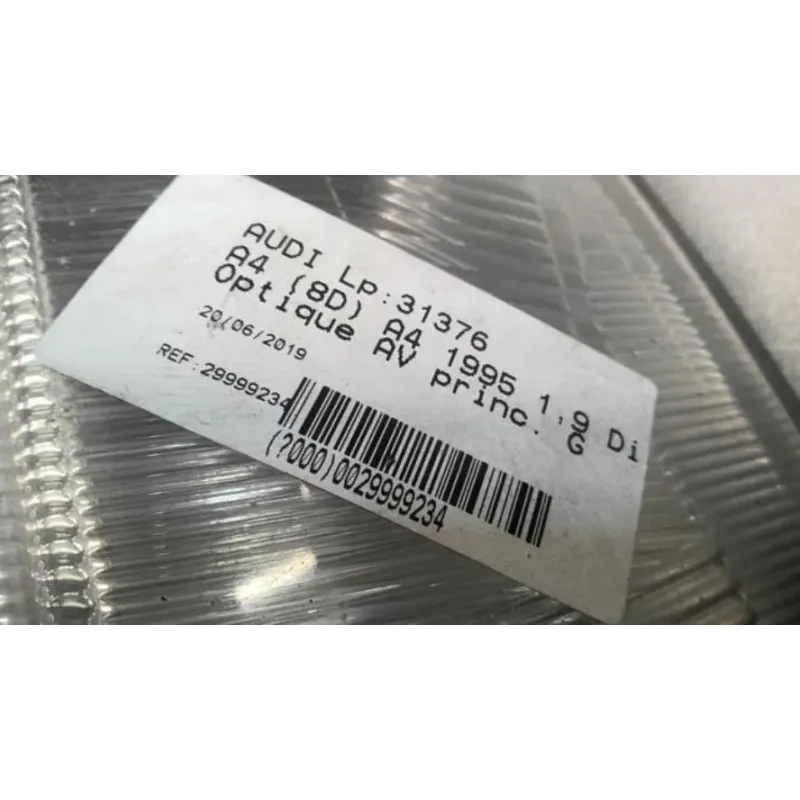 AUDI Lp:31376
A4 (8D) A4 1995 1,9 Di
Optique AV princ. G
20/06/2019
REF:29999234
(?000)0029999234